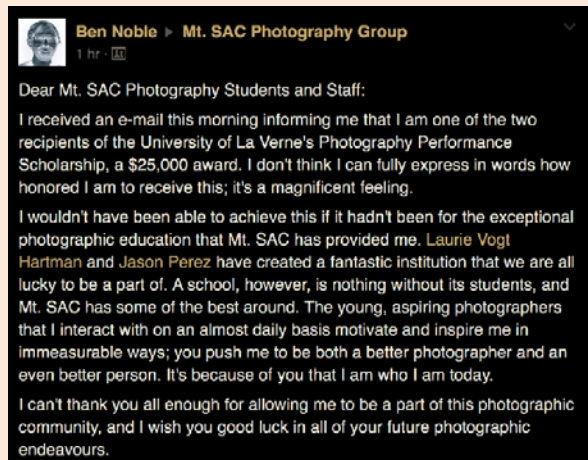 Ben Noble ▸ Mt. SAC Photography Group
1 hr ·
Dear Mt. SAC Photography Students and Staff:
I received an e-mail this morning informing me that I am one of the two
recipients of the University of La Verne's Photography Performance
Scholarship, a $25,000 award. I don't think I can fully express in words how
honored I am to receive this; it's a magnificent feeling.
I wouldn't have been able to achieve this if it hadn't been for the exceptional
photographic education that Mt. SAC has provided me. Laurie Vogt
Hartman and Jason Perez have created a fantastic institution that we are all
lucky to be a part of. A school, however, is nothing without its students, and
Mt. SAC has some of the best around. The young, aspiring photographers
that I interact with on an almost daily basis motivate and inspire me in
immeasurable ways; you push me to be both a better photographer and an
even better person. It's because of you that I am who I am today.
I can't thank you all enough for allowing me to be a part of this photographic
community, and I wish you good luck in all of your future photographic
endeavours.